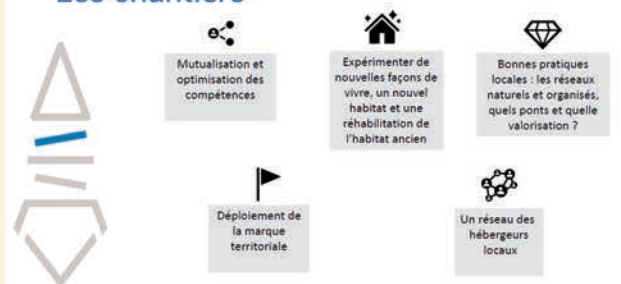 Les chantiers
Mutualisation et
optimisation des
compétences
Expérimenter de
nouvelles façons de
vivre, un nouvel
habitat et une
réhabilitation de
l'habitat ancien
Bonnes pratiques
locales : les réseaux
naturels et organisés,
quels ponts et quelle
valorisation ?
Déploiement de
la marque
territoriale
Un réseau des
hébergeurs
locaux